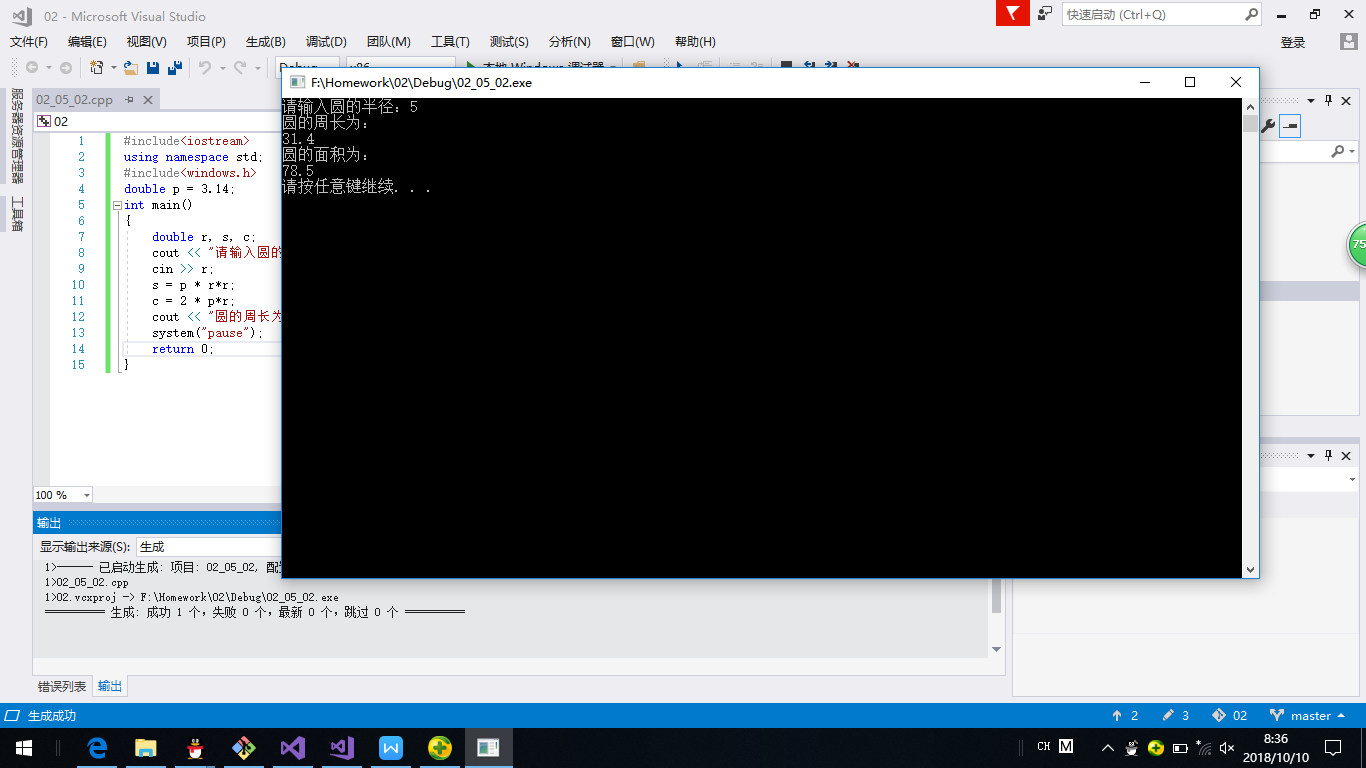 02 - Microsoft Visual Studio
快速启动 (Ctrl+Q)
文件(F) 编辑(E) 视图(V) 项目(P) 生成(B) 调试(D) 团队(M) 工具(T) 测试(S) 分析(N) 窗口(W) 帮助(H)
登录
服务器资源管理器
工具箱
02_05_02.cpp
02
1 #include<iostream>
2 using namespace std;
3 #include<windows.h>
4 double p = 3.14;
5 int main()
6 {
7 double r, s, c;
8 cout << "请输入圆的
9 cin >> r;
10 s = p * r*r;
11 c = 2 * p*r;
12 cout << "圆的周长为
13 system("pause");
14 return 0;
15 }
100 %
F:\Homework\02\Debug\02_05_02.exe
请输入圆的半径：5
圆的周长为：
31.4
圆的面积为：
78.5
请按任意键继续. . .
75
输出
显示输出来源(S): 生成
1>------ 已启动生成: 项目: 02_05_02, 配
1>02_05_02.cpp
1>02.vcxproj -> F:\Homework\02\Debug\02_05_02.exe
========== 生成: 成功 1 个，失败 0 个，最新 0 个，跳过 0 个 ==========
错误列表 输出
生成成功
2 3 02 master
CH M
8:36
2018/10/10